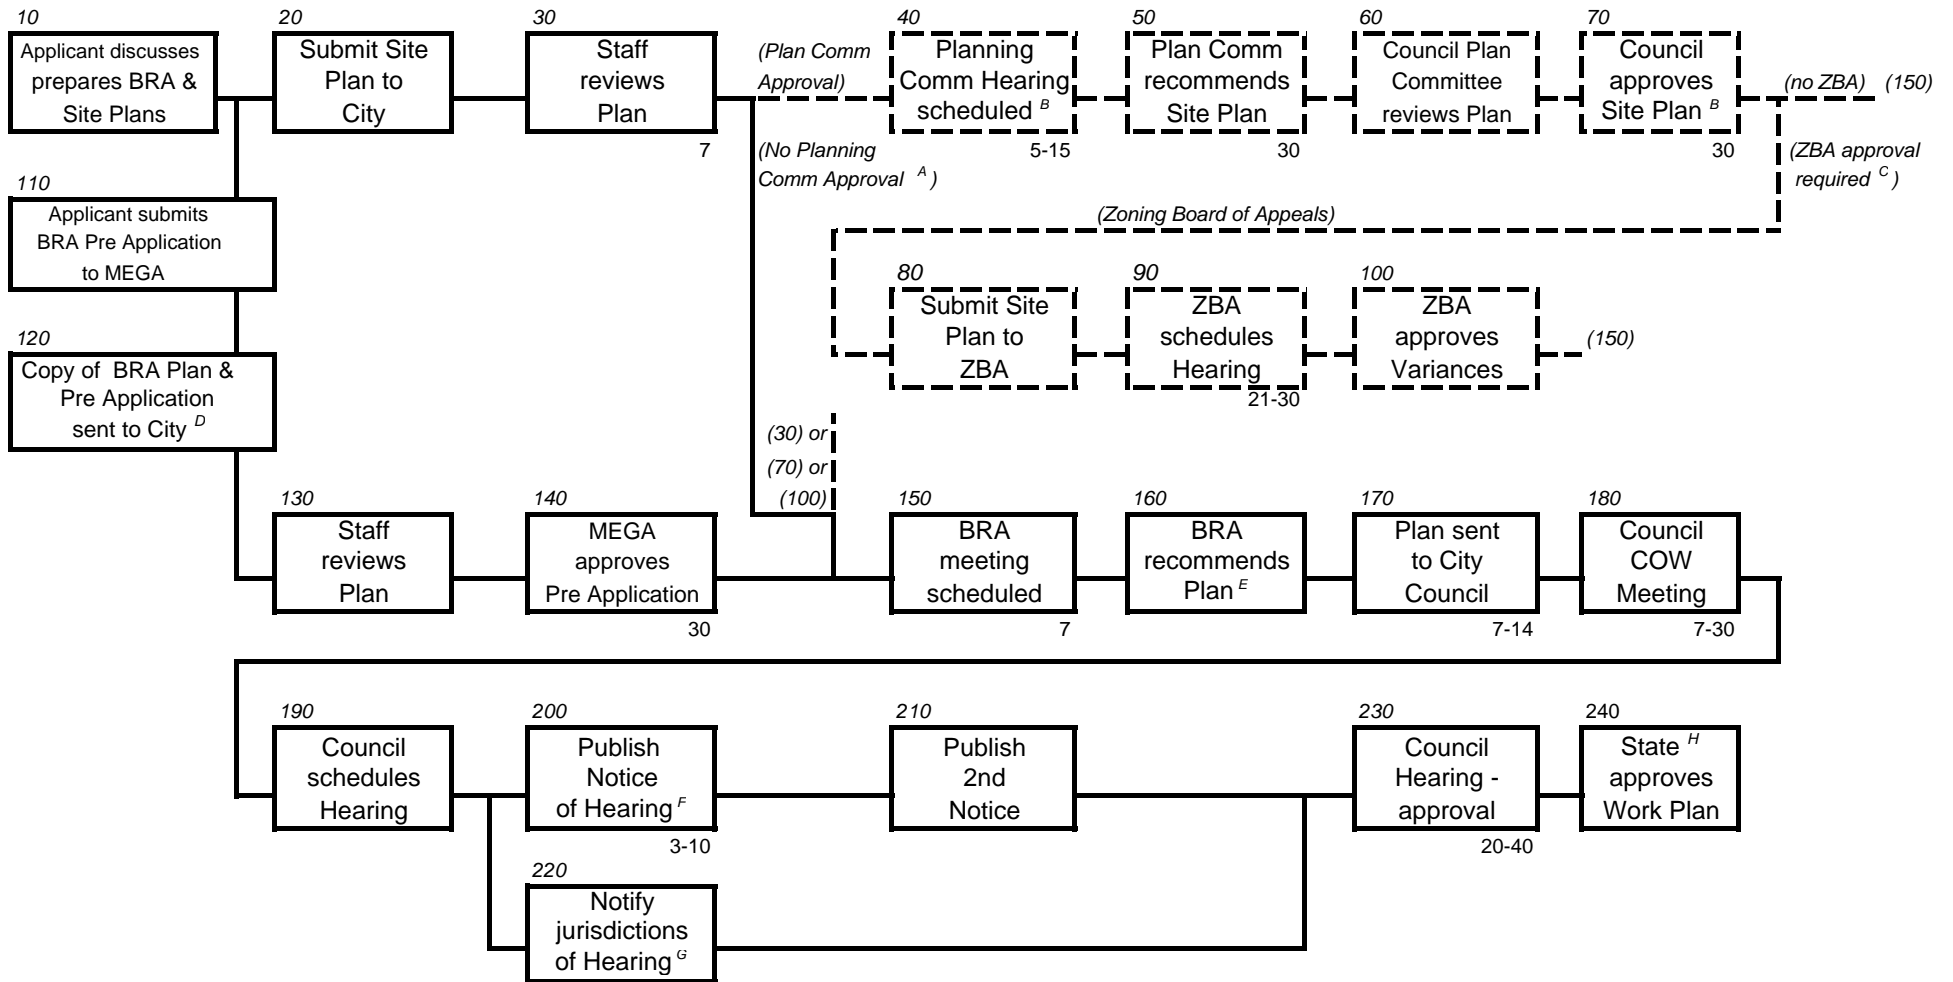 10
Applicant discusses
prepares BRA &
Site Plans
20
Submit Site
Plan to
City
30
Staff
reviews
Plan
7
(Plan Comm
Approval)
(No Planning
Comm Approval A )
40
Planning
Comm Hearing
scheduled B
5-15
50
Plan Comm
recommends
Site Plan
30
60
Council Plan
Committee
reviews Plan
70
Council
approves
Site Plan B
30
(no ZBA) (150)
(ZBA approval
required C )
110
Applicant submits
BRA Pre Application
to MEGA
(Zoning Board of Appeals)
80
Submit Site
Plan to
ZBA
90
ZBA
schedules
Hearing
21-30
100
ZBA
approves
Variances
(150)
120
Copy of BRA Plan &
Pre Application
sent to City D
(30) or
(70) or
(100)
130
Staff
reviews
Plan
140
MEGA
approves
Pre Application
30
150
BRA
meeting
scheduled
7
160
BRA
recommends
Plan E
170
Plan sent
to City
Council
7-14
180
Council
COW
Meeting
7-30
190
Council
schedules
Hearing
200
Publish
Notice
of Hearing F
3-10
210
Publish
2nd
Notice
220
Notify
jurisdictions
of Hearing G
230
Council
Hearing -
approval
20-40
240
State H
approves
Work Plan